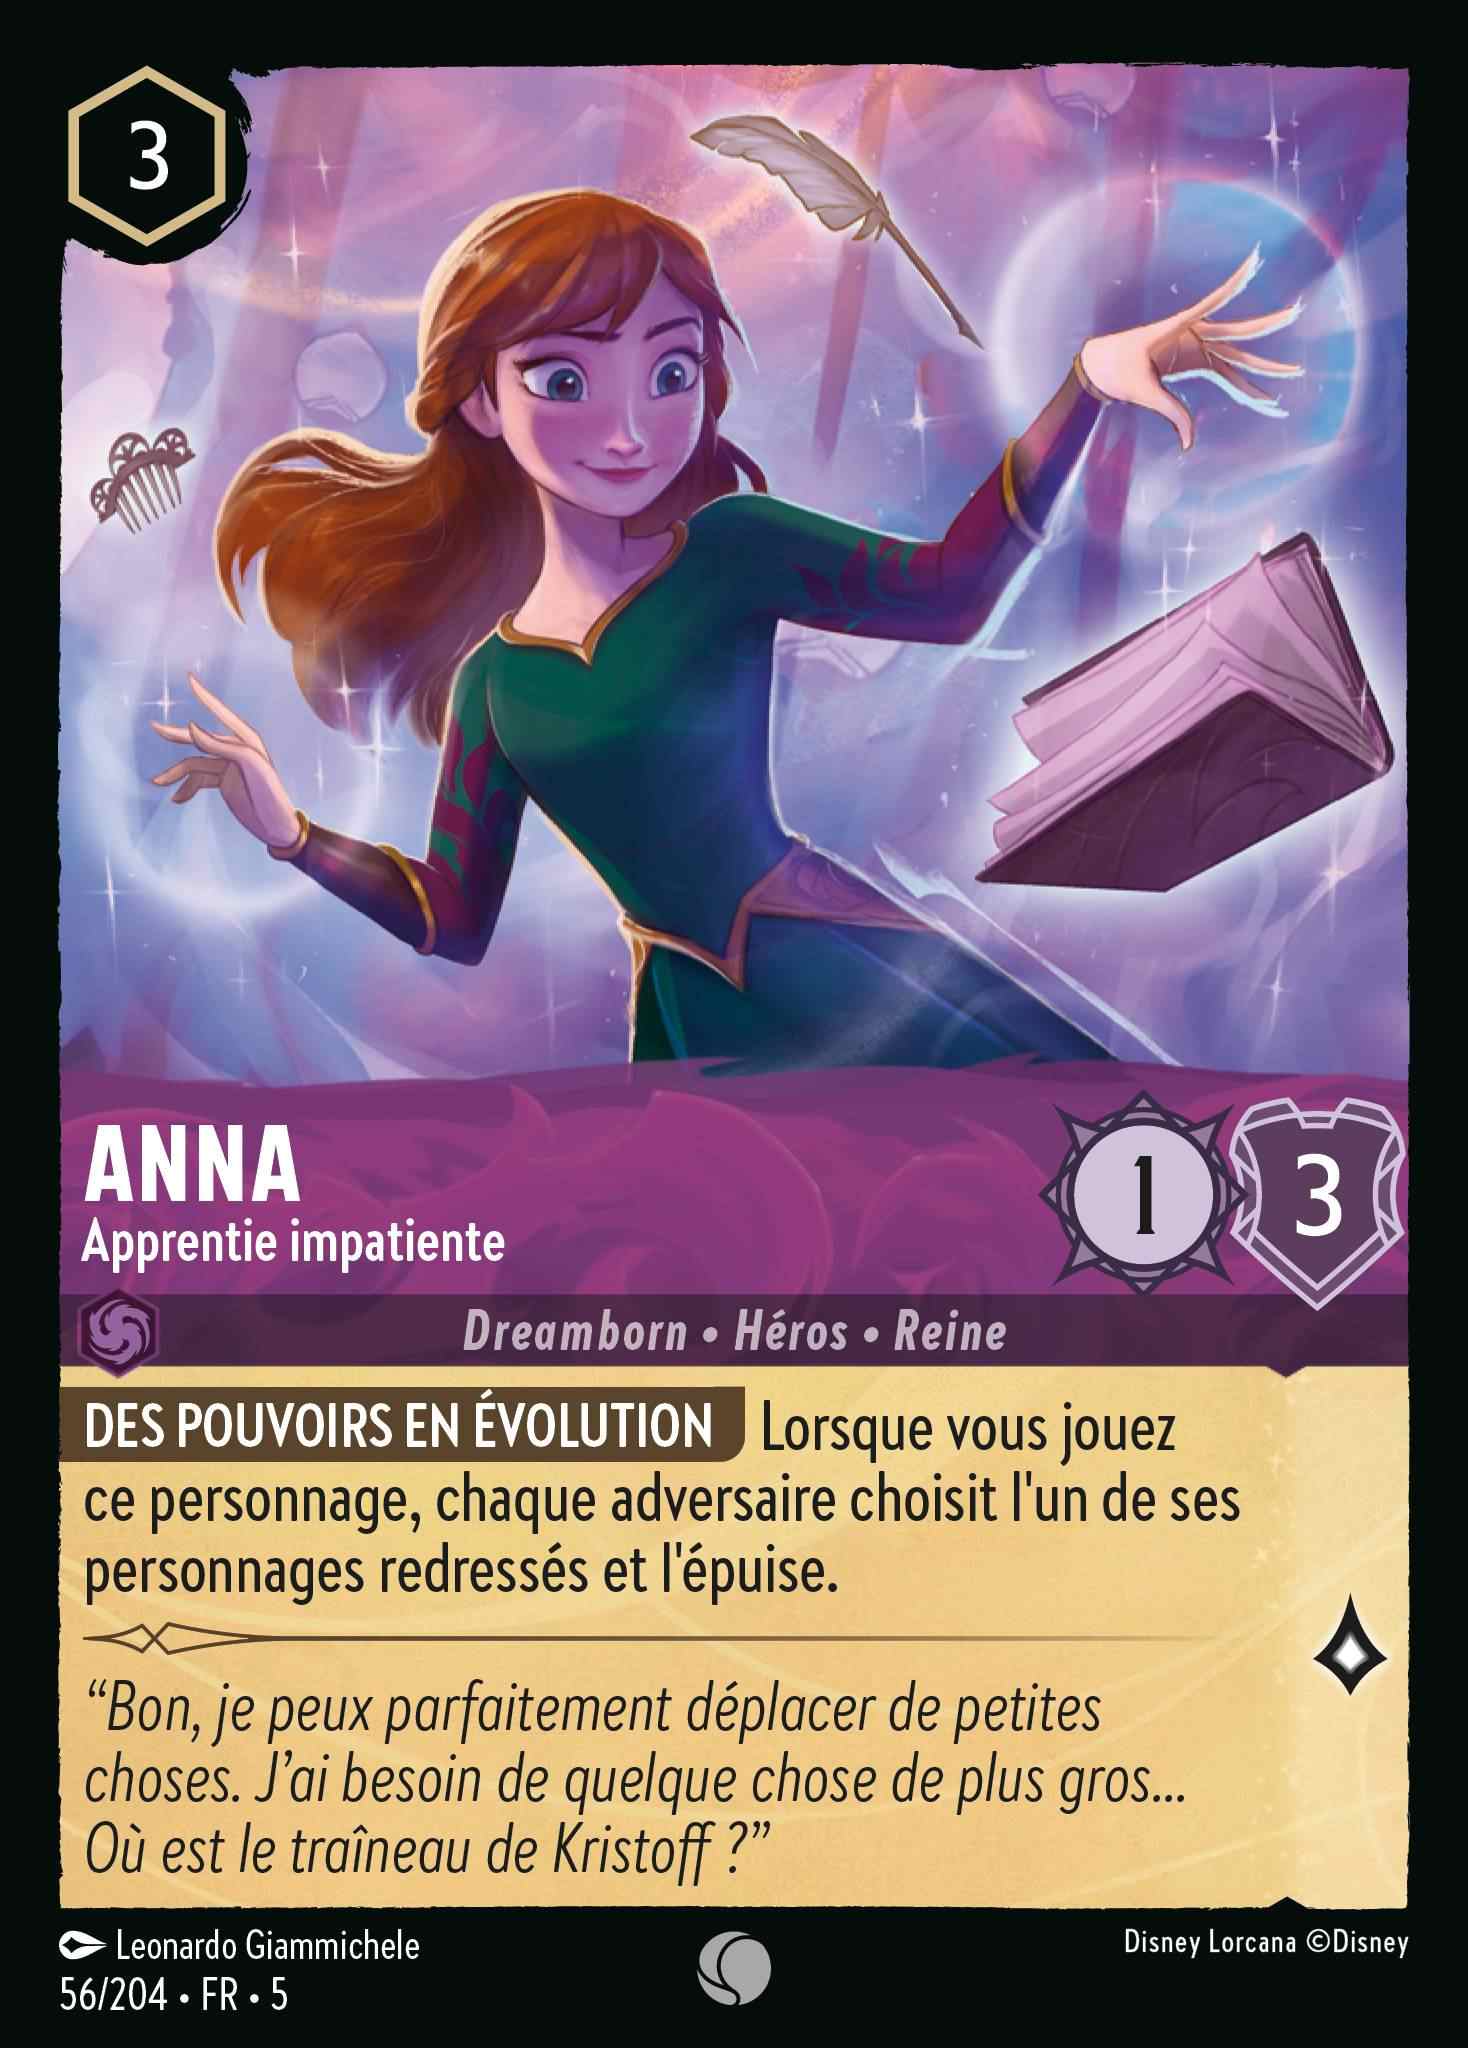 3
ANNA
Apprentie impatiente
1
3
Dreamborn • Héros • Reine
DES POUVOIRS EN ÉVOLUTION Lorsque vous jouez
ce personnage, chaque adversaire choisit l'un de ses
personnages redressés et l'épuise.
“Bon, je peux parfaitement déplacer de petites
choses. J’ai besoin de quelque chose de plus gros...
Où est le traîneau de Kristoff ?”
Leonardo Giammichele
Disney Lorcana ©Disney
56/204 • FR • 5